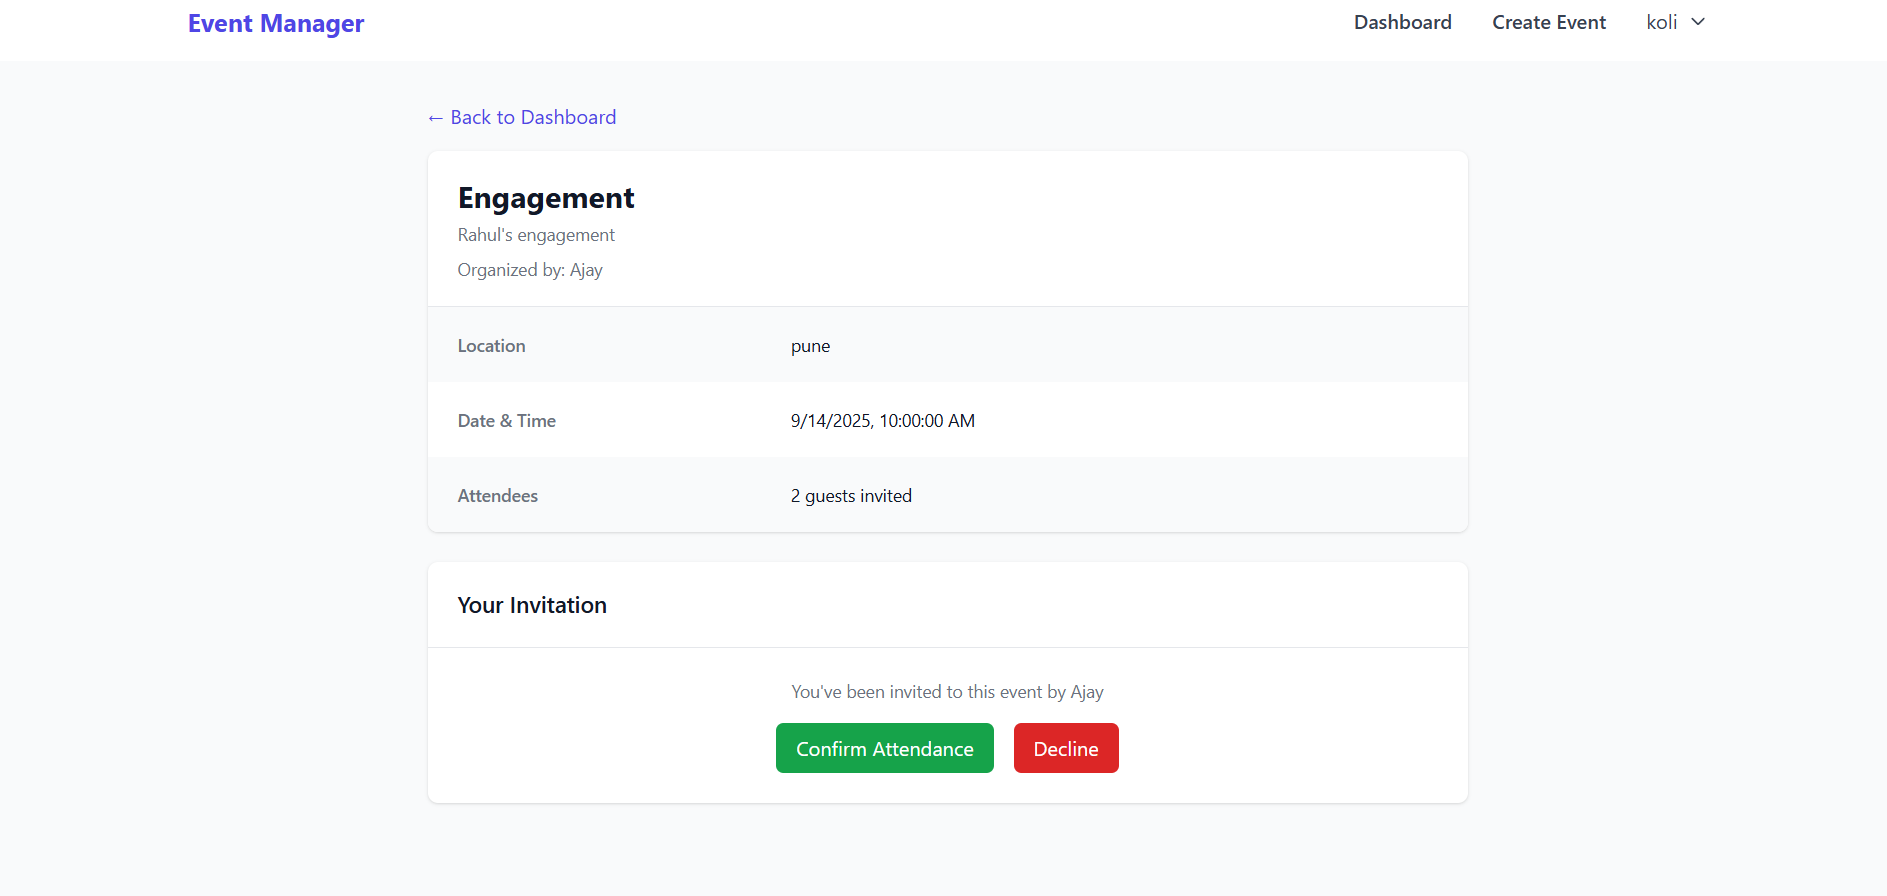 Event Manager
Dashboard
Create Event
koli
← Back to Dashboard
Engagement
Rahul's engagement
Organized by: Ajay
Location
pune
Date & Time
9/14/2025, 10:00:00 AM
Attendees
2 guests invited
Your Invitation
You've been invited to this event by Ajay
Confirm Attendance
Decline